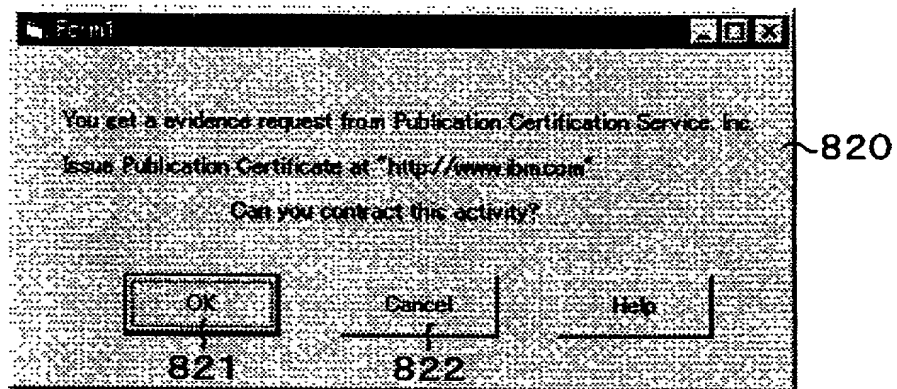 Form1
You get a evidence request from Publication Certification Service, Inc.
820
Issue Publication Certificate at "http://www.ibm.com"
Can you contract this activity?
OK
Cancel
Help
821
822